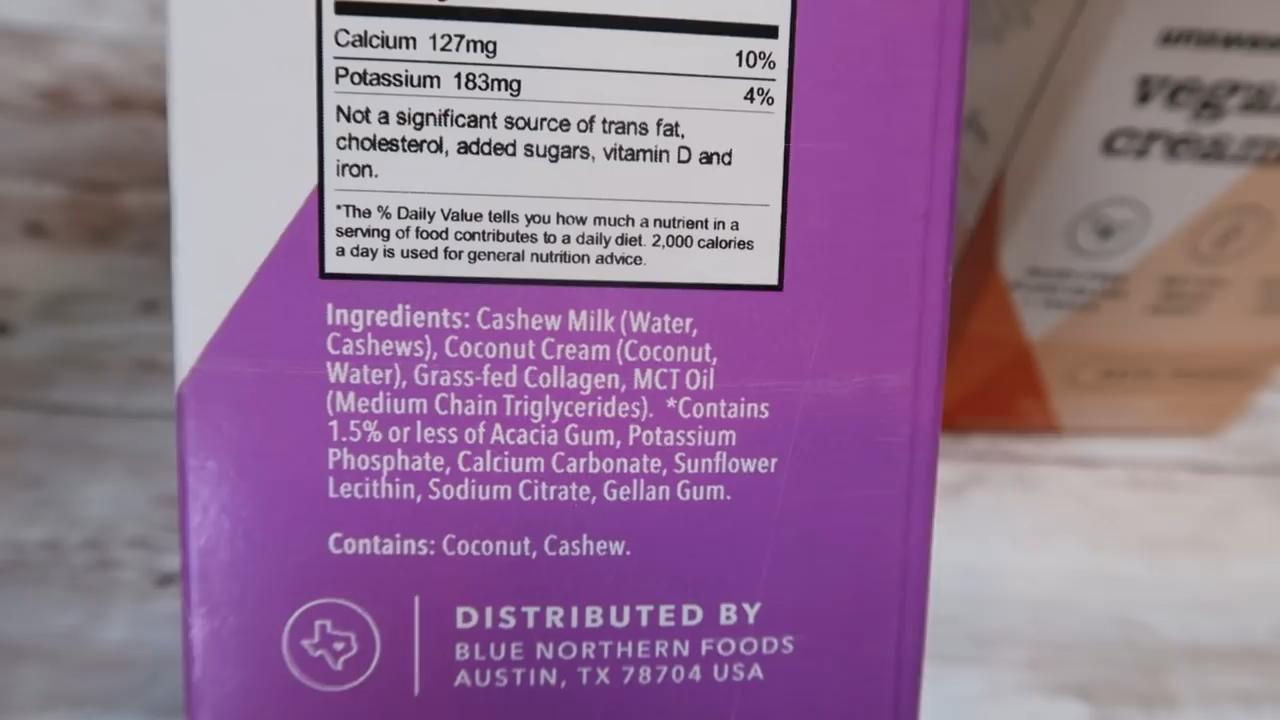 Calcium 127mg 10%
Potassium 183mg 4%
Not a significant source of trans fat,
cholesterol, added sugars, vitamin D and
iron.
*The % Daily Value tells you how much a nutrient in a
serving of food contributes to a daily diet. 2,000 calories
a day is used for general nutrition advice.
Ingredients: Cashew Milk (Water,
Cashews), Coconut Cream (Coconut,
Water), Grass-fed Collagen, MCT Oil
(Medium Chain Triglycerides). *Contains
1.5% or less of Acacia Gum, Potassium
Phosphate, Calcium Carbonate, Sunflower
Lecithin, Sodium Citrate, Gellan Gum.
Contains: Coconut, Cashew.
DISTRIBUTED BY
BLUE NORTHERN FOODS
AUSTIN, TX 78704 USA